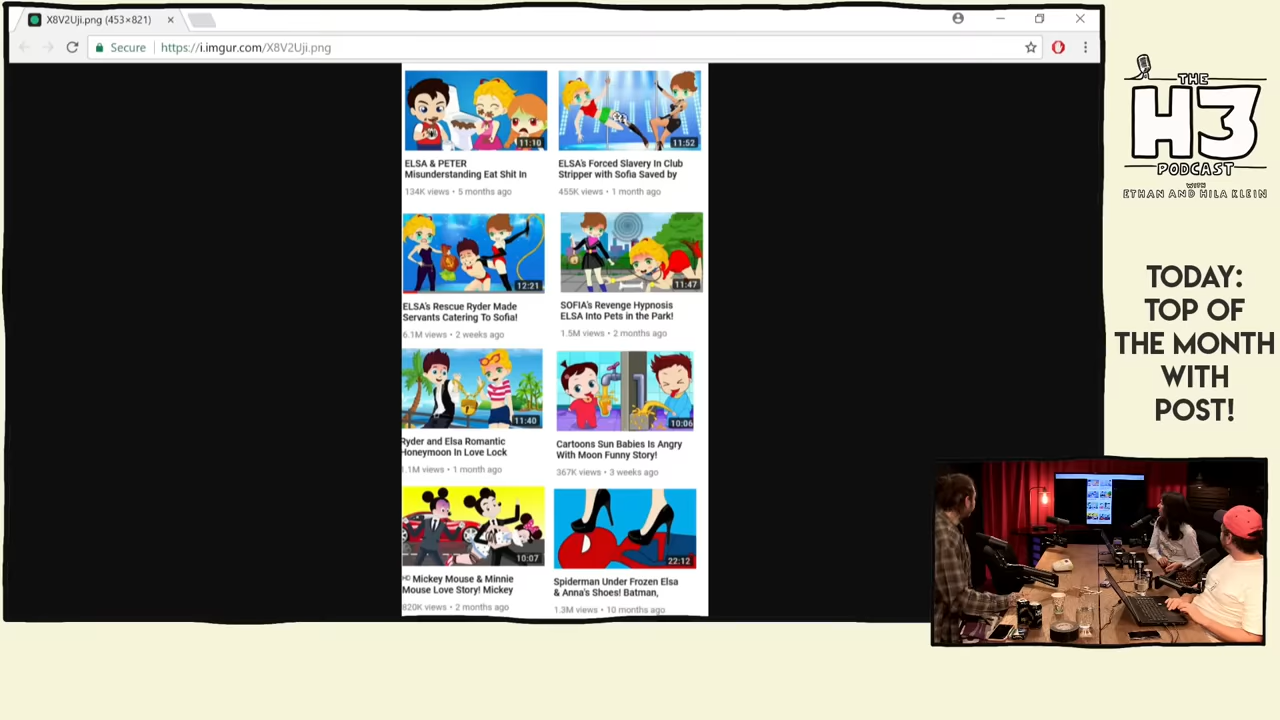 X8V2Uji.png (453×821)
Secure
https://i.imgur.com/X8V2Uji.png
11:10
11:52
ELSA & PETER
Misunderstanding Eat Shit In
134K views • 5 months ago
ELSA's Forced Slavery In Club
Stripper with Sofia Saved by
455K views • 1 month ago
12:21
11:47
ELSA's Rescue Ryder Made
Servants Catering To Sofia!
6.1M views • 2 weeks ago
SOFIA's Revenge Hypnosis
ELSA Into Pets in the Park!
1.5M views • 2 months ago
11:40
10:06
Ryder and Elsa Romantic
Honeymoon In Love Lock
.1M views • 1 month ago
Cartoons Sun Babies Is Angry
With Moon Funny Story!
367K views • 3 weeks ago
10:07
22:12
HD Mickey Mouse & Minnie
Mouse Love Story! Mickey
820K views • 2 months ago
Spiderman Under Frozen Elsa
& Anna's Shoes! Batman,
1.3M views • 10 months ago
THE
H3
PODCAST
WITH
ETHAN AND HILA KLEIN
TODAY:
TOP OF
THE MONTH
WITH
POST!